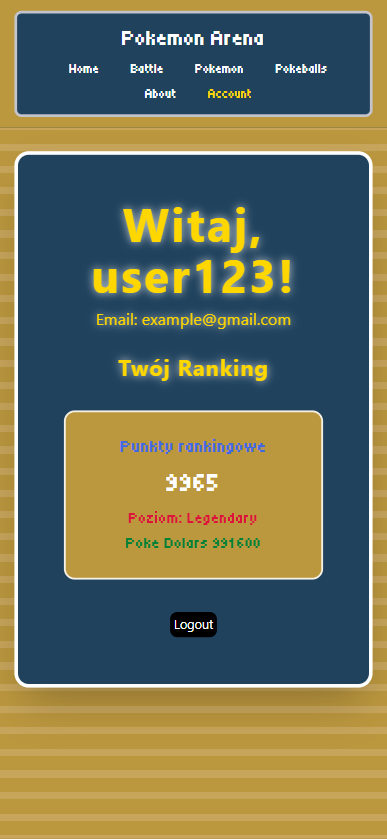 Pokemon Arena
Home Battle Pokemon Pokeballs
About Account
Witaj,
user123!
Email: example@gmail.com
Twój Ranking
Punkty rankingowe
9965
Poziom: Legendary
Poke Dolars 991600
Logout